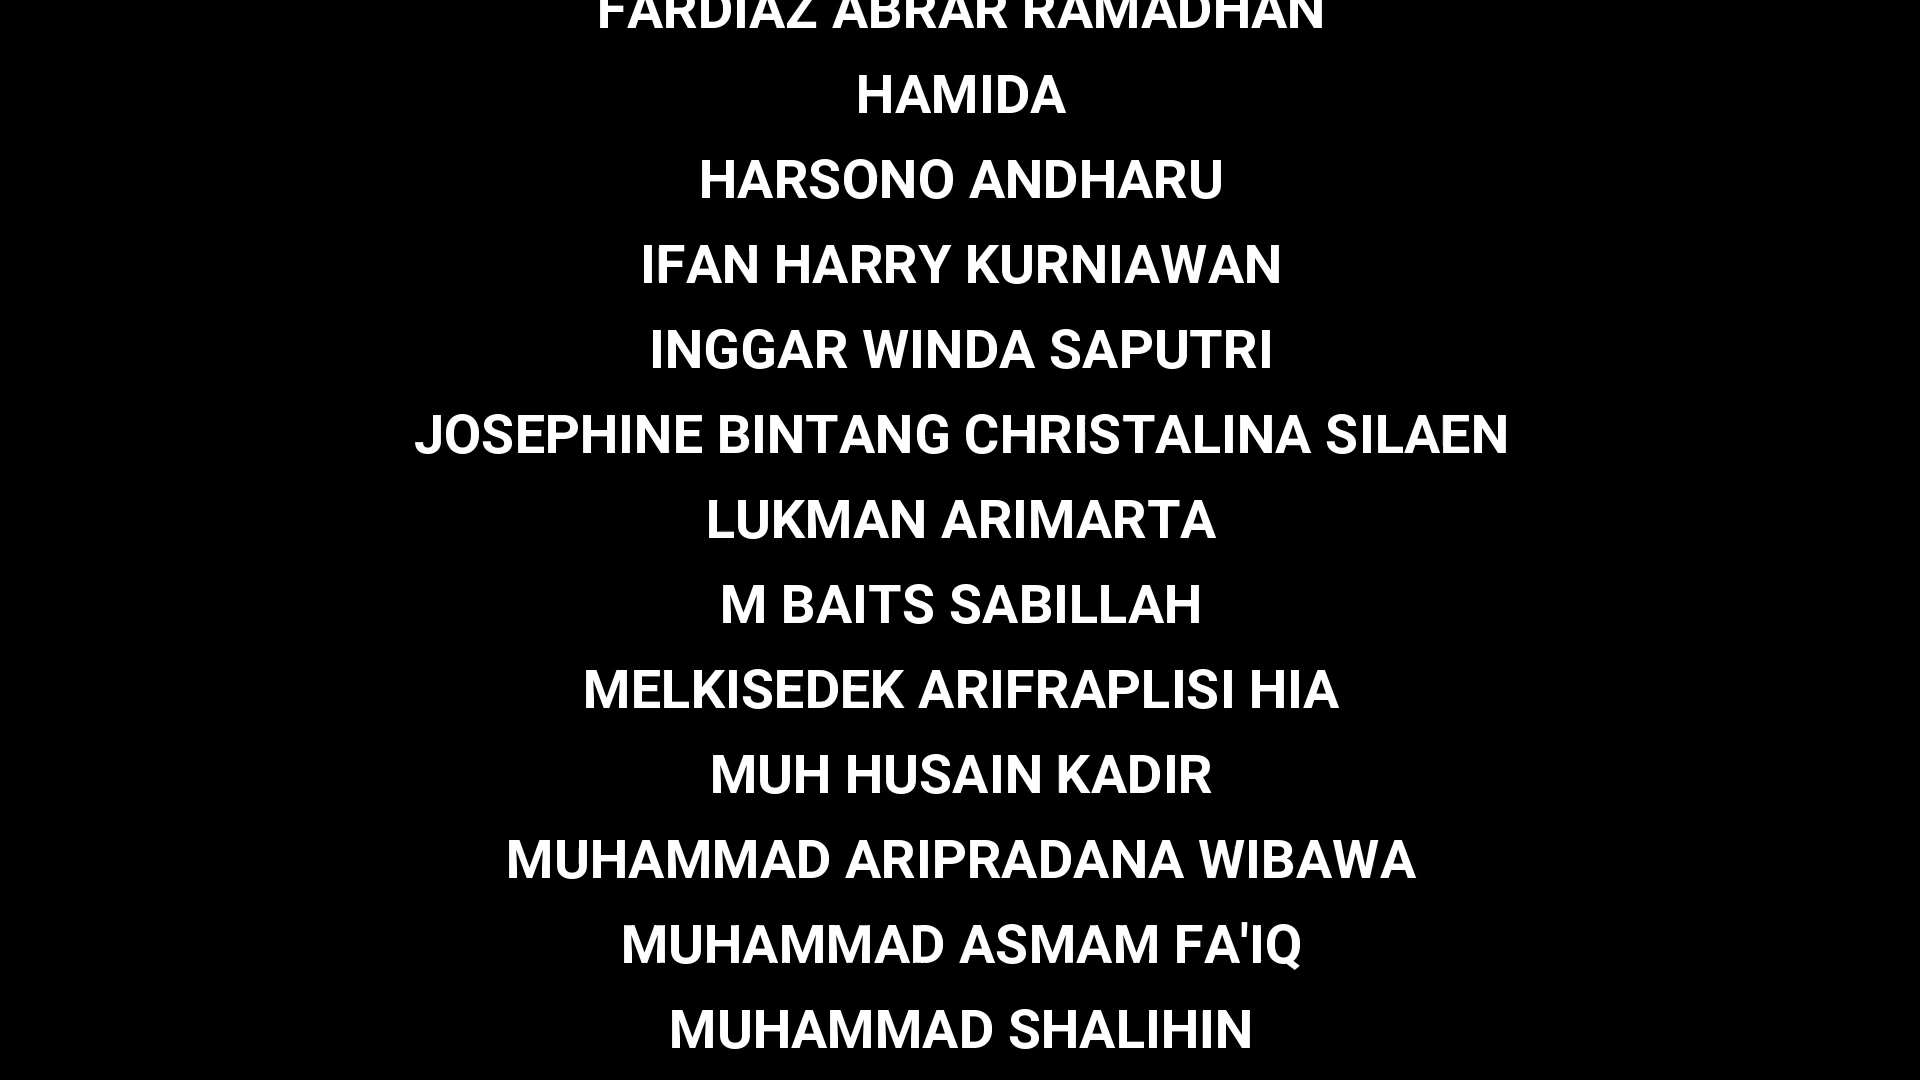 FARDIAZ ABRAR RAMADHAN
HAMIDA
HARSONO ANDHARU
IFAN HARRY KURNIAWAN
INGGAR WINDA SAPUTRI
JOSEPHINE BINTANG CHRISTALINA SILAEN
LUKMAN ARIMARTA
M BAITS SABILLAH
MELKISEDEK ARIFRAPLISI HIA
MUH HUSAIN KADIR
MUHAMMAD ARIPRADANA WIBAWA
MUHAMMAD ASMAM FA'IQ
MUHAMMAD SHALIHIN